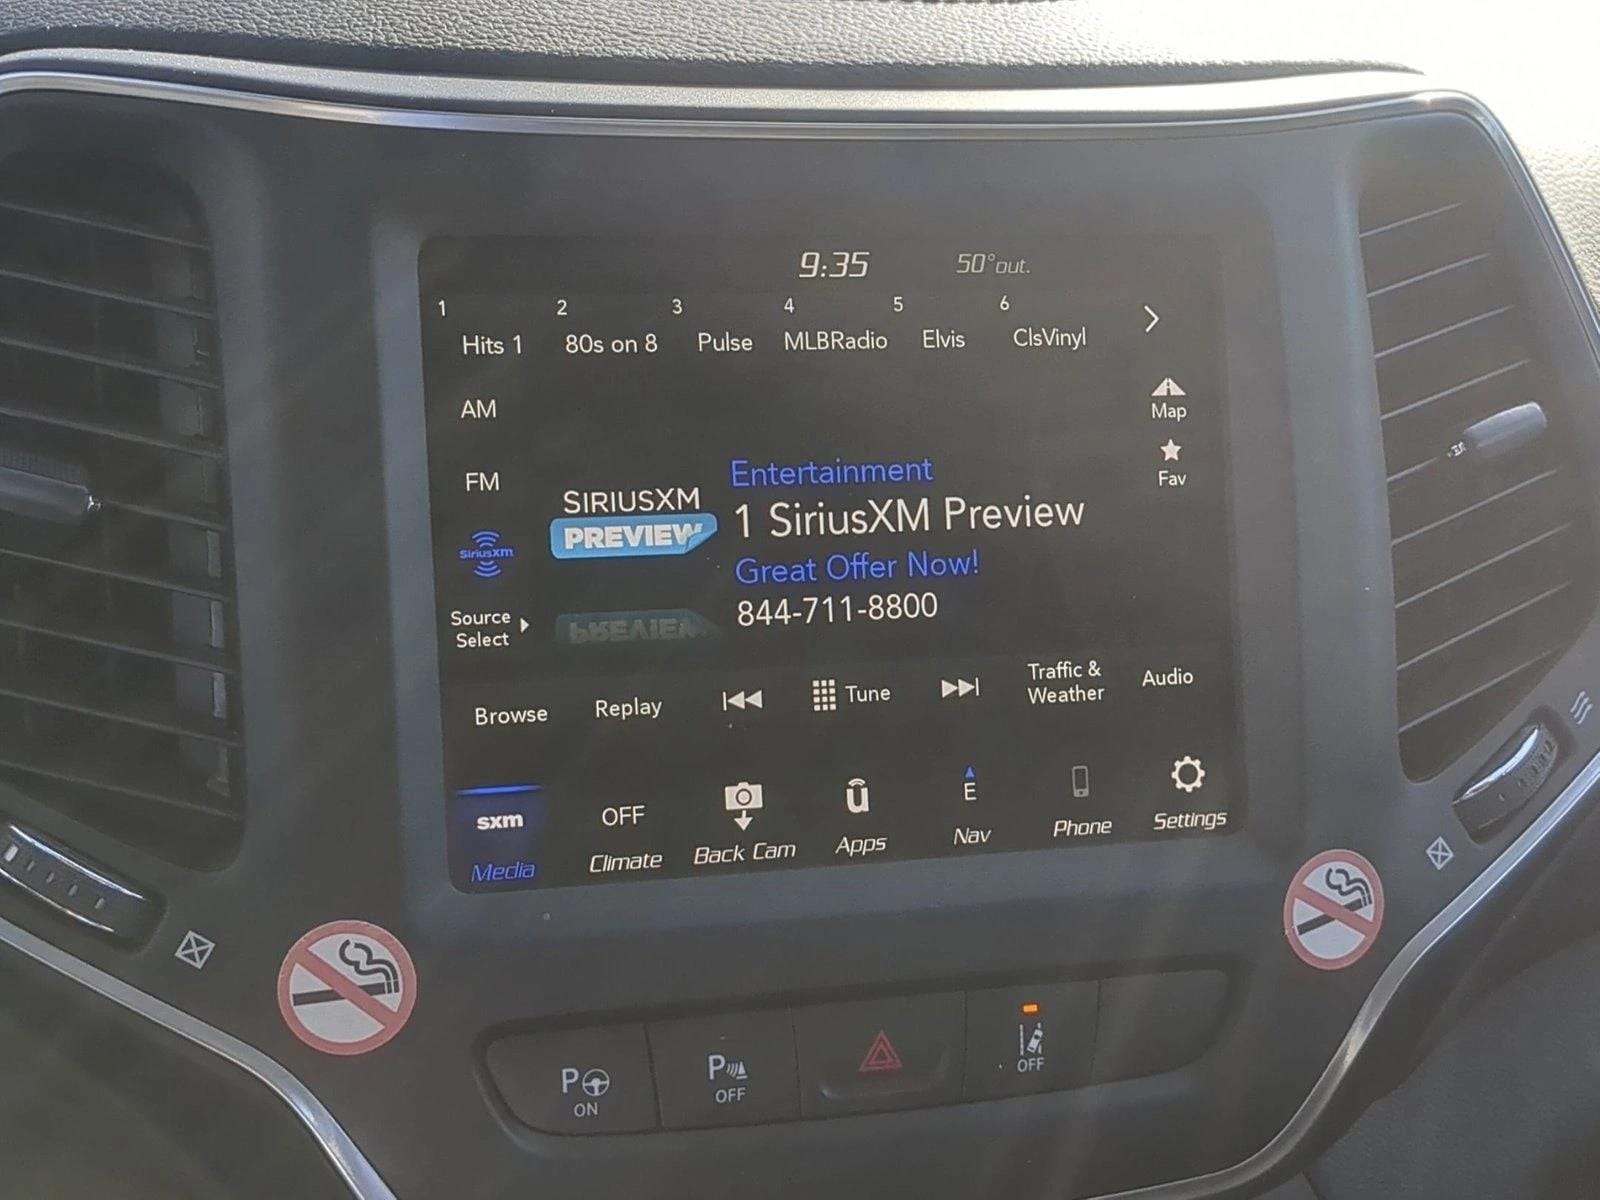 9:35 50°out.
1 2 3 4 5 6
Hits 1 80s on 8 Pulse MLBRadio Elvis ClsVinyl
AM
Map
FM
Fav
SIRIUSXM
PREVIEW
Entertainment
1 SiriusXM Preview
Great Offer Now!
844-711-8800
SiriusXM
Source
Select
Browse Replay Tune Traffic &
Weather Audio
sxm OFF E
Media Climate Back Cam Apps Nav Phone Settings
P ON
P OFF
OFF